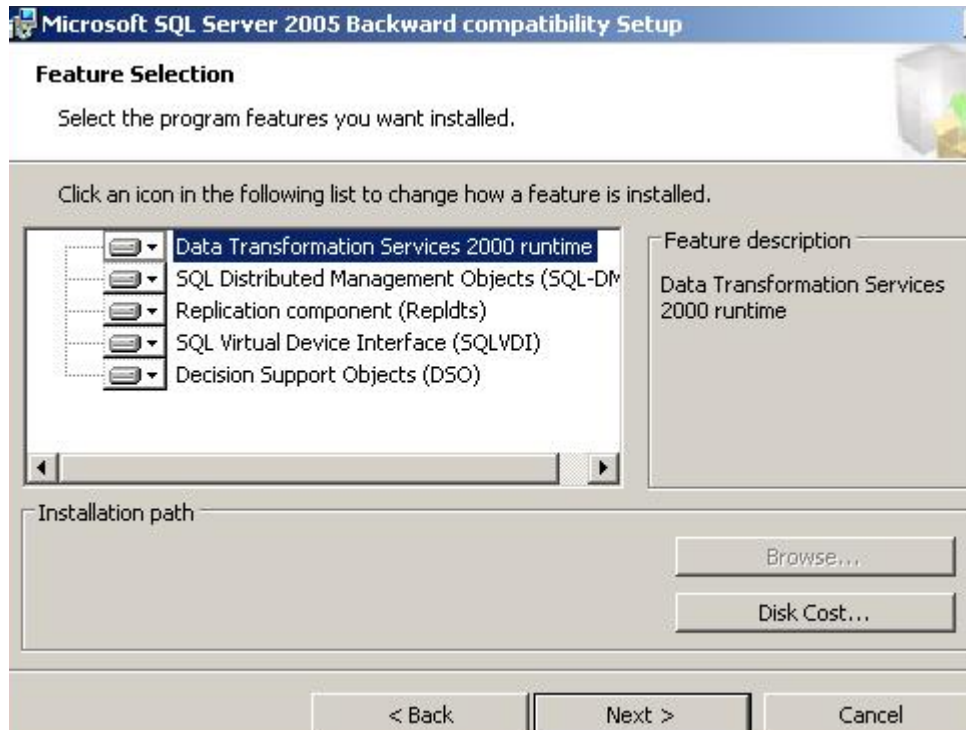 Microsoft SQL Server 2005 Backward compatibility Setup
Feature Selection
Select the program features you want installed.
Click an icon in the following list to change how a feature is installed.
Data Transformation Services 2000 runtime
SQL Distributed Management Objects (SQL-DM
Replication component (Repldts)
SQL Virtual Device Interface (SQLVDI)
Decision Support Objects (DSO)
Feature description
Data Transformation Services
2000 runtime
Installation path
Browse...
Disk Cost...
< Back
Next >
Cancel